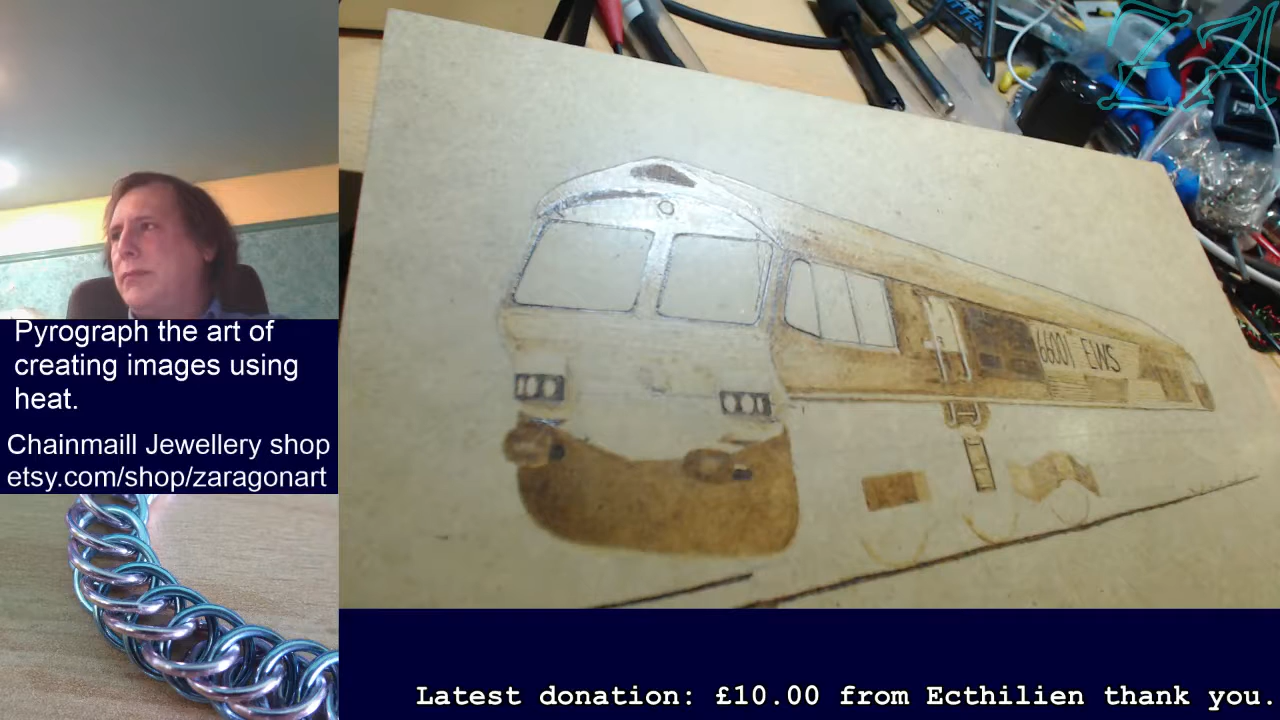 ZA
Pyrograph the art of
creating images using
heat.
Chainmaill Jewellery shop
etsy.com/shop/zaragonart
66001 EWS
Latest donation: £10.00 from Ecthilien thank you.